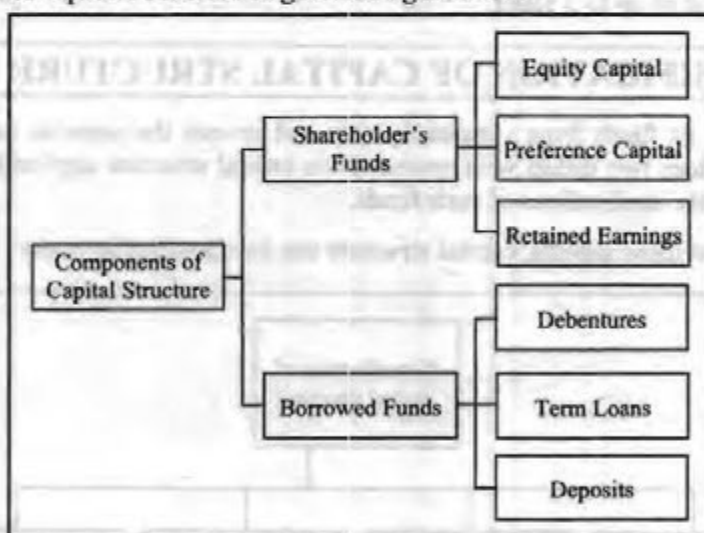 Equity Capital
Shareholder's
Funds
Preference Capital
Retained Earnings
Components of
Capital Structure
Debentures
Borrowed Funds
Term Loans
Deposits